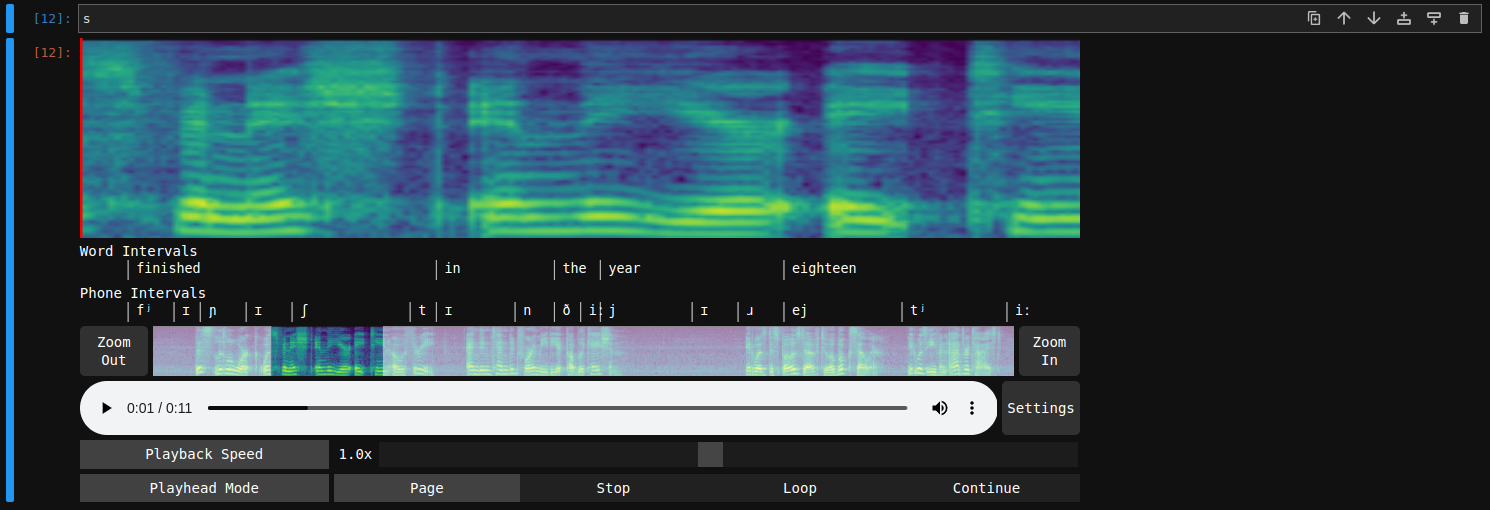 [12]: s
[12]:
Word Intervals
finished in the year eighteen
Phone Intervals
fʲ ɪ ɲ ɪ ʃ t ɪ n ð i: j ɪ ɹ ej tʲ i:
Zoom Out
Zoom In
0:01 / 0:11
Settings
Playback Speed 1.0x
Playhead Mode Page Stop Loop Continue